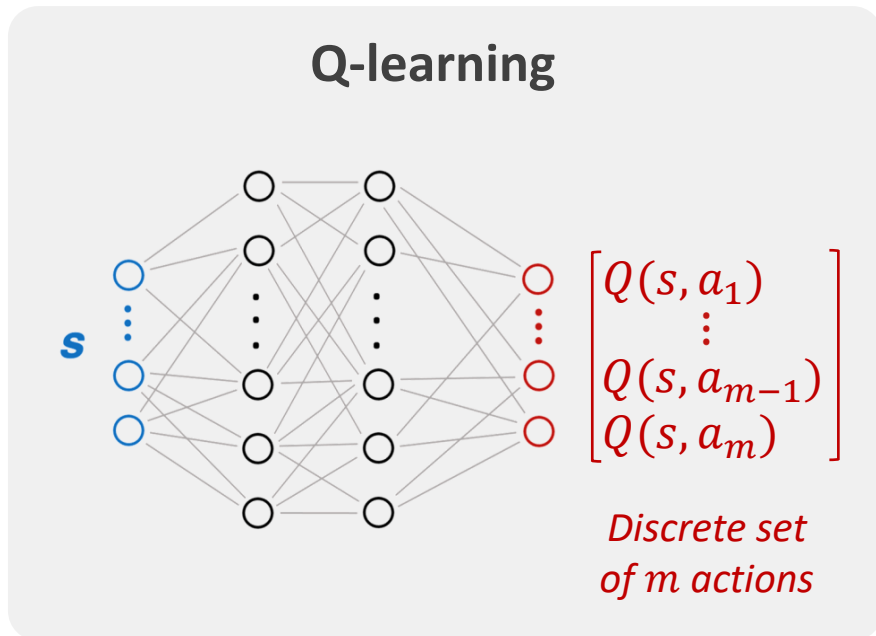 Q-learning
s
Q(s, a₁)
⋮
Q(s, aₘ₋₁)
Q(s, aₘ)
Discrete set
of m actions